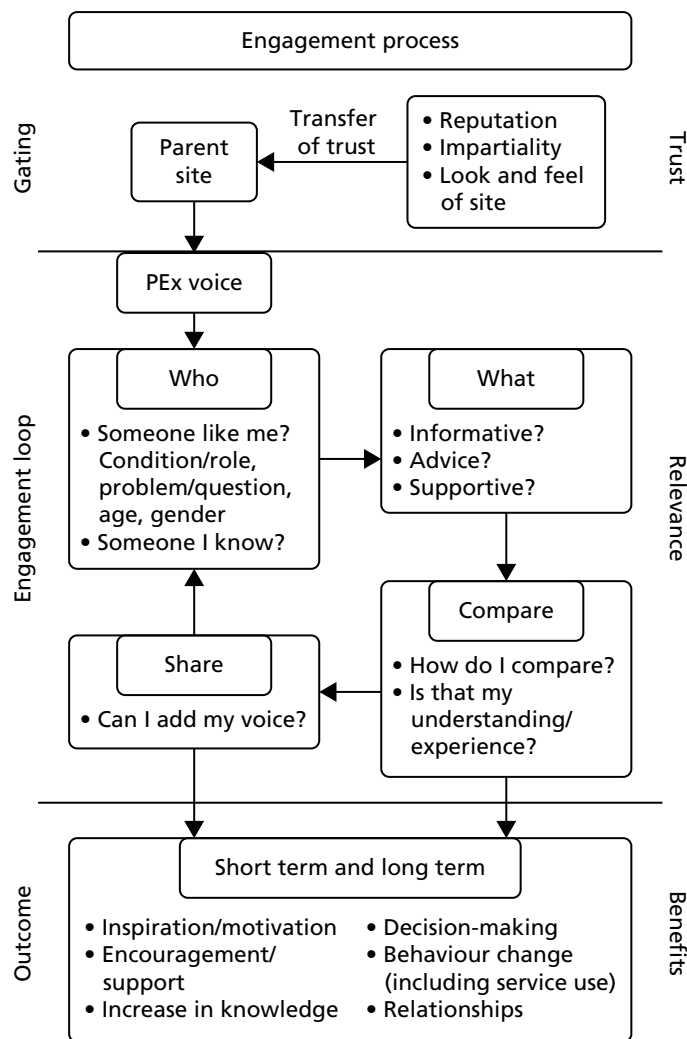 Engagement process
Gating
Parent
site
Transfer
of trust
• Reputation
• Impartiality
• Look and feel
of site
Trust
Engagement loop
PEx voice
Who
• Someone like me?
Condition/role,
problem/question,
age, gender
• Someone I know?
What
• Informative?
• Advice?
• Supportive?
Relevance
Share
• Can I add my voice?
Compare
• How do I compare?
• Is that my
understanding/
experience?
Outcome
Short term and long term
• Inspiration/motivation
• Encouragement/
support
• Increase in knowledge
• Decision-making
• Behaviour change
(including service use)
• Relationships
Benefits